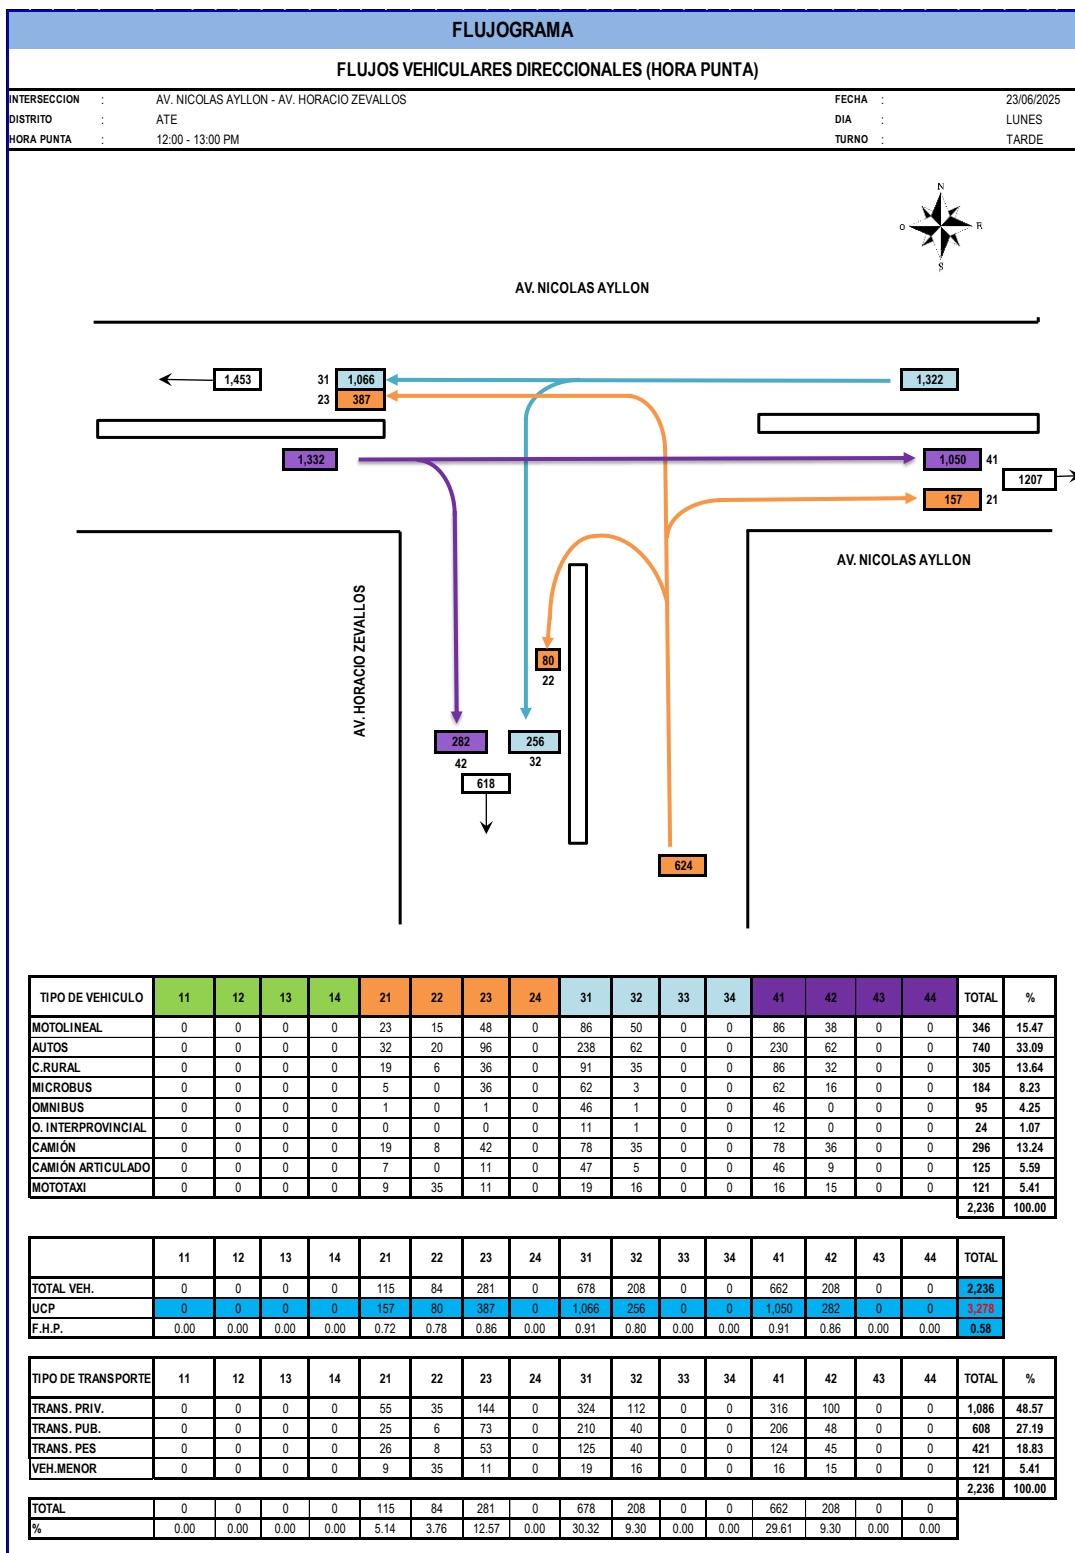 FLUJOGRAMA
FLUJOS VEHICULARES DIRECCIONALES (HORA PUNTA)
INTERSECCION : AV. NICOLAS AYLLON - AV. HORACIO ZEVALLOS FECHA : 23/06/2025
DISTRITO : ATE DIA : LUNES
HORA PUNTA : 12:00 - 13:00 PM TURNO : TARDE
N
O E
S
AV. NICOLAS AYLLON
1,453 31 1,066 1,322
23 387
1,332 1,050 41
1207
157 21
AV. NICOLAS AYLLON
AV. HORACIO ZEVALLOS
80
22
282 256
42 32
618
624
TIPO DE VEHICULO 11 12 13 14 21 22 23 24 31 32 33 34 41 42 43 44 TOTAL %
MOTOLINEAL 0 0 0 0 23 15 48 0 86 50 0 0 86 38 0 0 346 15.47
AUTOS 0 0 0 0 32 20 96 0 238 62 0 0 230 62 0 0 740 33.09
C.RURAL 0 0 0 0 19 6 36 0 91 35 0 0 86 32 0 0 305 13.64
MICROBUS 0 0 0 0 5 0 36 0 62 3 0 0 62 16 0 0 184 8.23
OMNIBUS 0 0 0 0 1 0 1 0 46 1 0 0 46 0 0 0 95 4.25
O. INTERPROVINCIAL 0 0 0 0 0 0 0 0 11 1 0 0 12 0 0 0 24 1.07
CAMIÓN 0 0 0 0 19 8 42 0 78 35 0 0 78 36 0 0 296 13.24
CAMIÓN ARTICULADO 0 0 0 0 7 0 11 0 47 5 0 0 46 9 0 0 125 5.59
MOTOTAXI 0 0 0 0 9 35 11 0 19 16 0 0 16 15 0 0 121 5.41
2,236 100.00
11 12 13 14 21 22 23 24 31 32 33 34 41 42 43 44 TOTAL
TOTAL VEH. 0 0 0 0 115 84 281 0 678 208 0 0 662 208 0 0 2,236
UCP 0 0 0 0 157 80 387 0 1,066 256 0 0 1,050 282 0 0 3,278
F.H.P. 0.00 0.00 0.00 0.00 0.72 0.78 0.86 0.00 0.91 0.80 0.00 0.00 0.91 0.86 0.00 0.00 0.58
TIPO DE TRANSPORTE 11 12 13 14 21 22 23 24 31 32 33 34 41 42 43 44 TOTAL %
TRANS. PRIV. 0 0 0 0 55 35 144 0 324 112 0 0 316 100 0 0 1,086 48.57
TRANS. PUB. 0 0 0 0 25 6 73 0 210 40 0 0 206 48 0 0 608 27.19
TRANS. PES 0 0 0 0 26 8 53 0 125 40 0 0 124 45 0 0 421 18.83
VEH.MENOR 0 0 0 0 9 35 11 0 19 16 0 0 16 15 0 0 121 5.41
2,236 100.00
TOTAL 0 0 0 0 115 84 281 0 678 208 0 0 662 208 0 0
% 0.00 0.00 0.00 0.00 5.14 3.76 12.57 0.00 30.32 9.30 0.00 0.00 29.61 9.30 0.00 0.00